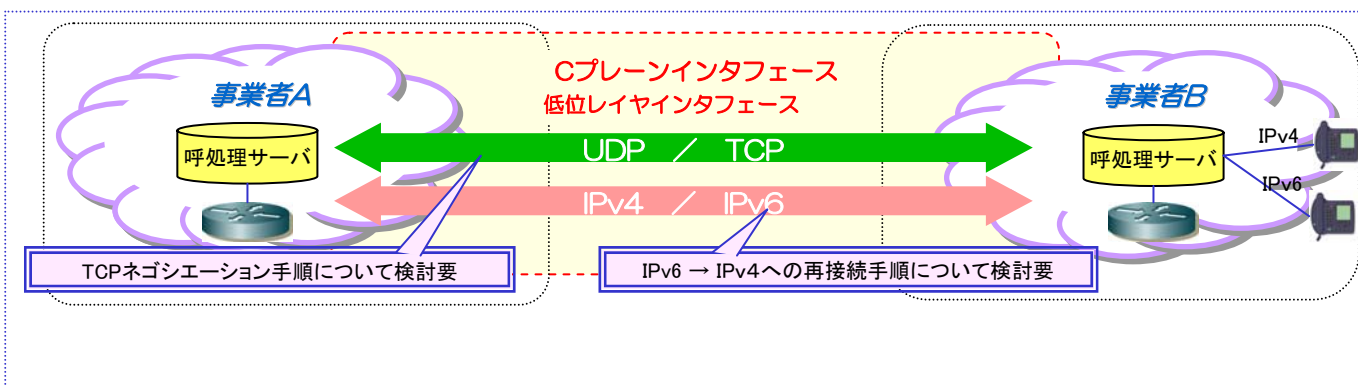 Cプレーンインタフェース
低位レイヤインタフェース
事業者A
事業者B
呼処理サーバ
呼処理サーバ
UDP ／ TCP
IPv4 ／ IPv6
IPv4
IPv6
TCPネゴシエーション手順について検討要
IPv6 → IPv4への再接続手順について検討要